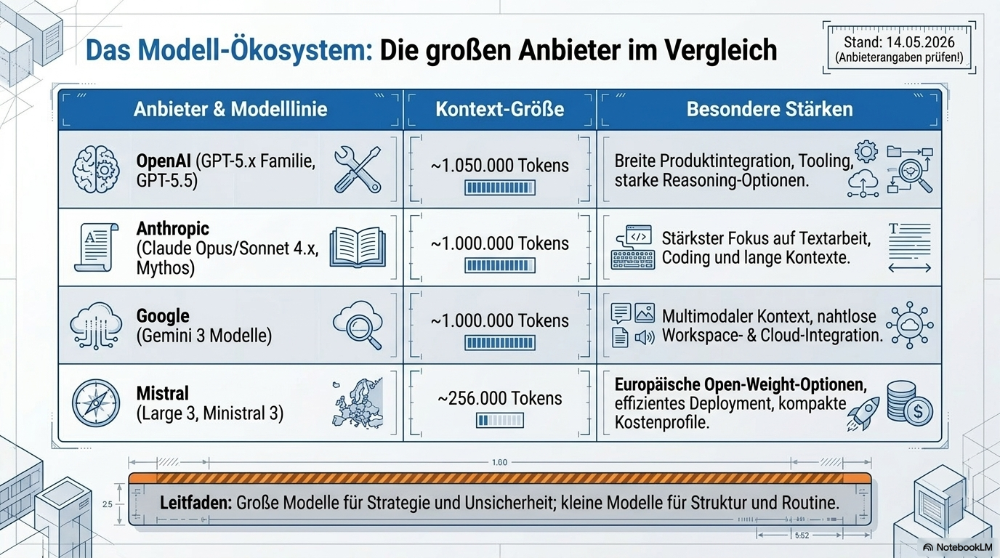 Das Modell-Ökosystem: Die großen Anbieter im Vergleich
Stand: 14.05.2026
(Anbieterangaben prüfen!)
Anbieter & Modelllinie
Kontext-Größe
Besondere Stärken
OpenAI (GPT-5.x Familie,
GPT-5.5)
~1.050.000 Tokens
Breite Produktintegration, Tooling,
starke Reasoning-Optionen.
A
Anthropic
(Claude Opus/Sonnet 4.x,
Mythos)
~1.000.000 Tokens
</>
Stärkster Fokus auf Textarbeit,
Coding und lange Kontexte.
T
Google
(Gemini 3 Modelle)
~1.000.000 Tokens
Multimodaler Kontext, nahtlose
Workspace- & Cloud-Integration.
Mistral
(Large 3, Ministral 3)
~256.000 Tokens
Europäische Open-Weight-Optionen,
effizientes Deployment, kompakte
Kostenprofile.
$
1.60
25
Leitfaden: Große Modelle für Strategie und Unsicherheit; kleine Modelle für Struktur und Routine.
NotebookLM